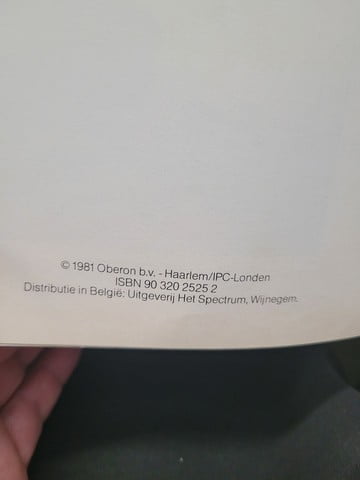 © 1981 Oberon b.v. - Haarlem/IPC-Londen
ISBN 90 320 2525 2
Distributie in België: Uitgeverij Het Spectrum, Wijnegem.